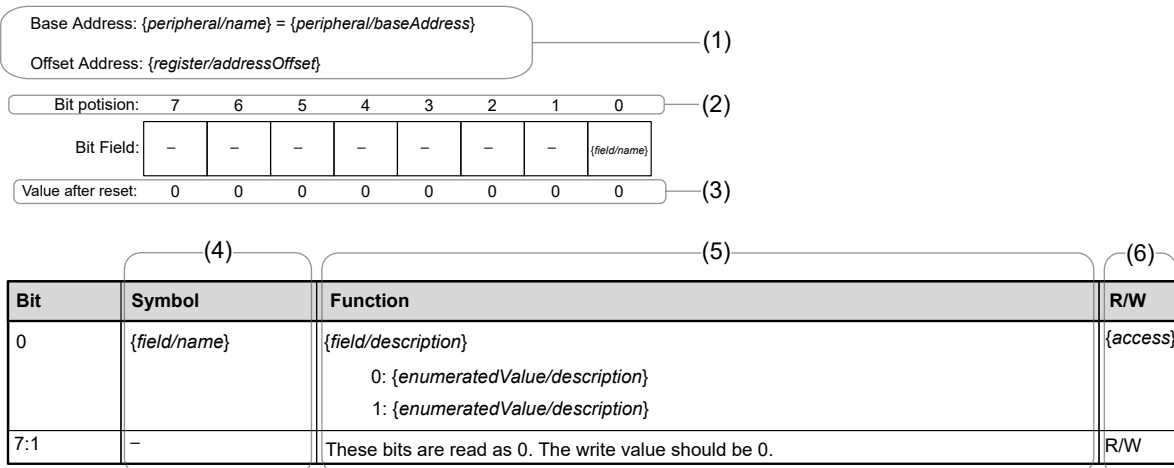 Base Address: {peripheral/name} = {peripheral/baseAddress}
(1)
Offset Address: {register/addressOffset}
Bit potision: 7 6 5 4 3 2 1 0 (2)
Bit Field: – – – – – – – {field/name}
Value after reset: 0 0 0 0 0 0 0 0 (3)
(4) (5) (6)
Bit Symbol Function R/W
0 {field/name} {field/description} {access}
0: {enumeratedValue/description}
1: {enumeratedValue/description}
7:1 – These bits are read as 0. The write value should be 0. R/W